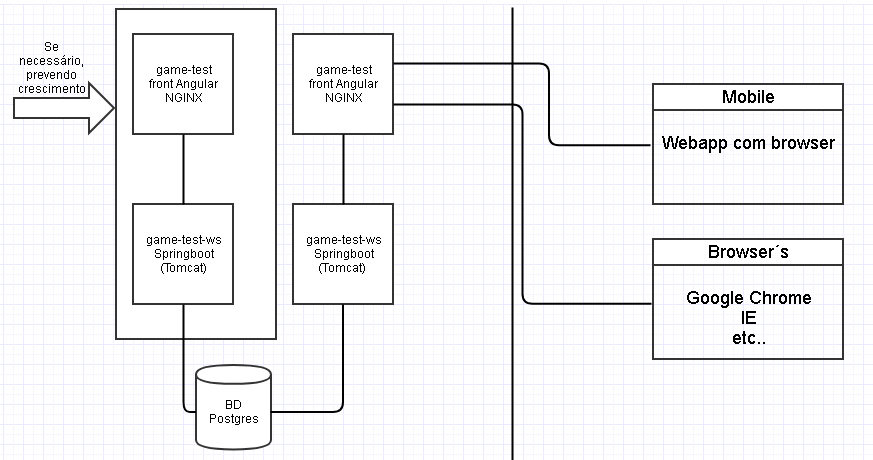 Se
necessário,
prevendo
crescimento
game-test
front Angular
NGINX
game-test
front Angular
NGINX
game-test-ws
Springboot
(Tomcat)
game-test-ws
Springboot
(Tomcat)
BD
Postgres
Mobile
Webapp com browser
Browser´s
Google Chrome
IE
etc..